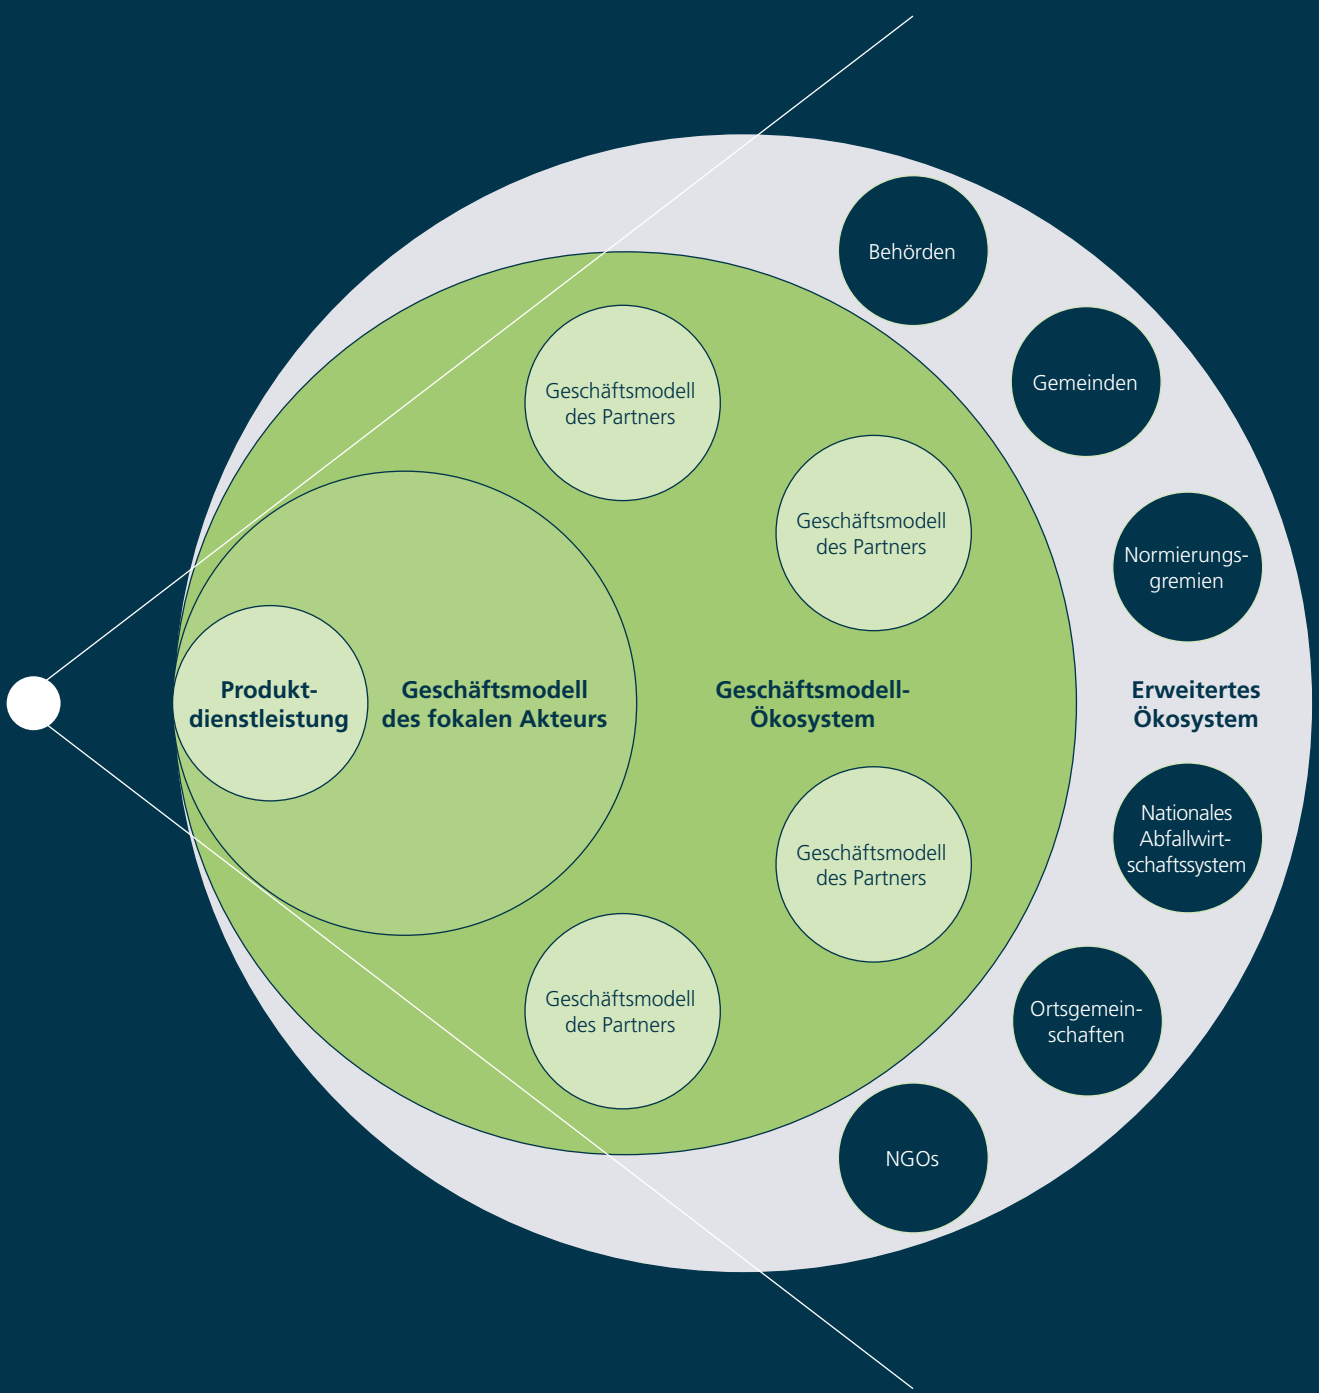 Behörden
Gemeinden
Geschäftsmodell
des Partners
Geschäftsmodell
des Partners
Normierungs-
gremien
Produkt-
dienstleistung
Geschäftsmodell
des fokalen Akteurs
Geschäftsmodell-
Ökosystem
Erweitertes
Ökosystem
Nationales
Abfallwirt-
schaftssystem
Geschäftsmodell
des Partners
Geschäftsmodell
des Partners
Ortsgemein-
schaften
NGOs